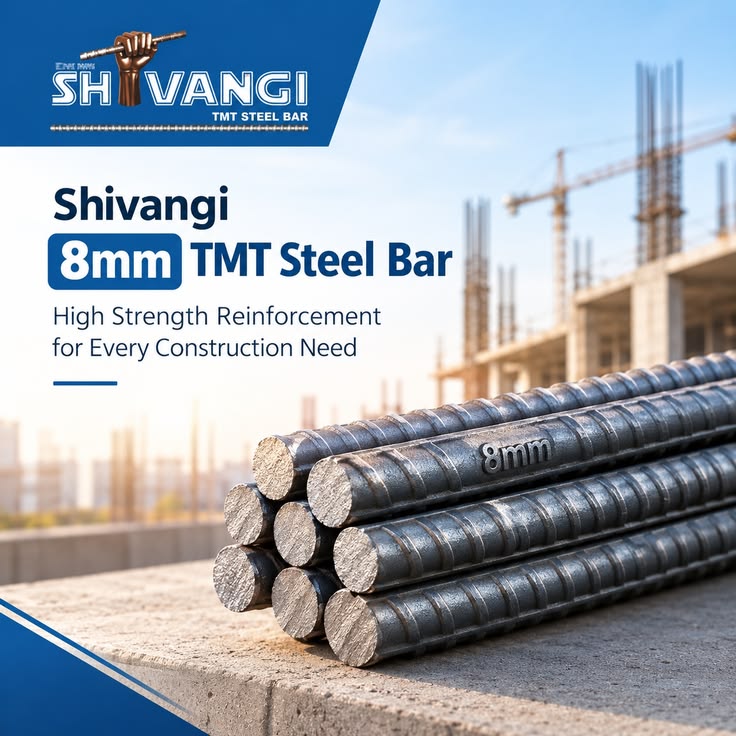 SHIVANGI
TMT STEEL BAR
Shivangi
8mm TMT Steel Bar
High Strength Reinforcement
for Every Construction Need
8mm